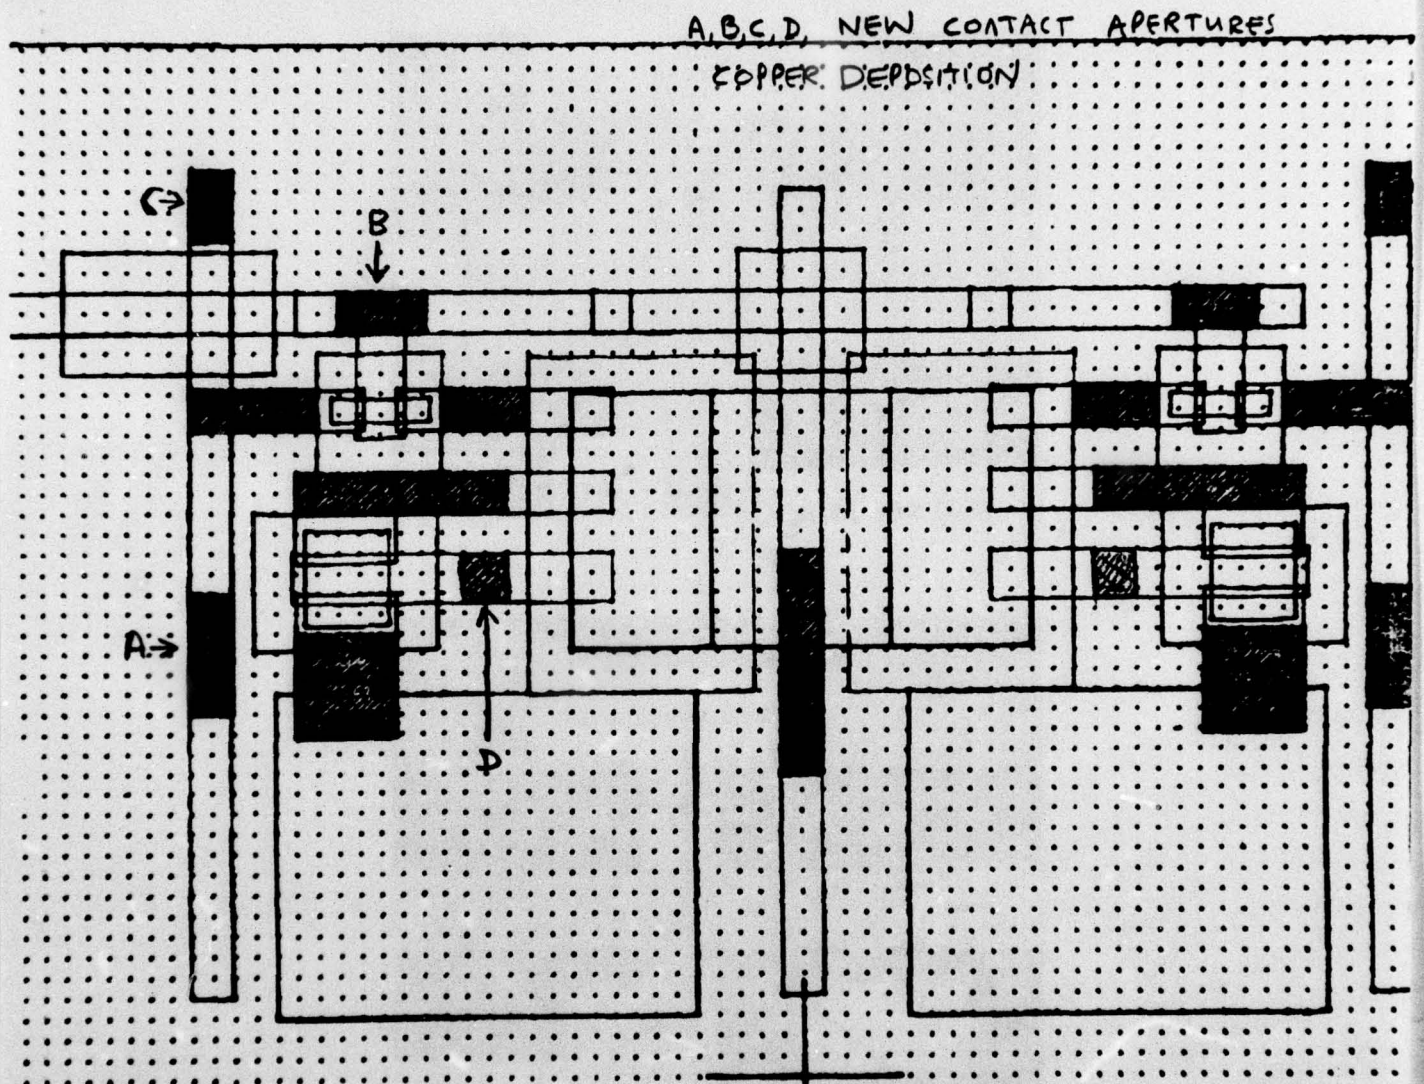 A,B,C,D, NEW CONTACT APERTURES
COPPER DEPOSITION
C→
B
A→
D